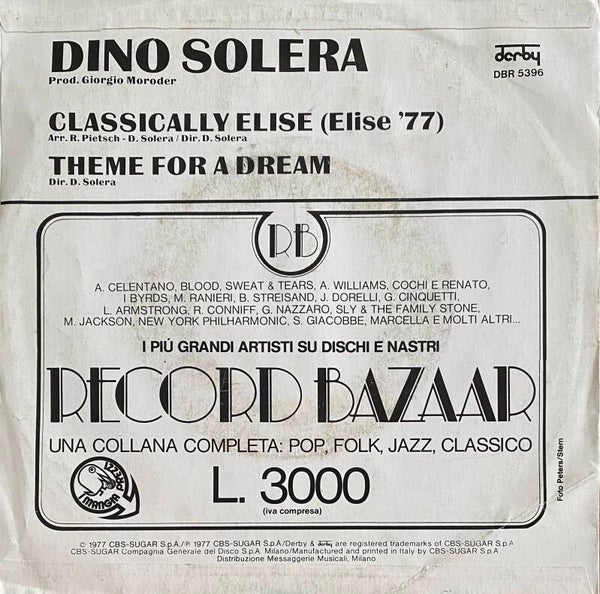 DINO SOLERA
Prod. Giorgio Moroder
derby
DBR 5396
CLASSICALLY ELISE (Elise '77)
Arr. R. Pietsch - D. Solera / Dir. D. Solera
THEME FOR A DREAM
Dir. D. Solera
RB
A. CELENTANO, BLOOD, SWEAT & TEARS, A. WILLIAMS, COCHI E RENATO,
I BYRDS, M. RANIERI, B. STREISAND, J. DORELLI, G. CINQUETTI,
L. ARMSTRONG, R. CONNIFF, G. NAZZARO, SLY & THE FAMILY STONE,
M. JACKSON, NEW YORK PHILHARMONIC, S. GIACOBBE, MARCELLA E MOLTI ALTRI...
I PIÚ GRANDI ARTISTI SU DISCHI E NASTRI
RECORD BAZAAR
UNA COLLANA COMPLETA: POP, FOLK, JAZZ, CLASSICO
MANGIA
L. 3000
(iva compresa)
Foto Peters/Stern
© 1977 CBS-SUGAR S.p.A./℗ 1977 CBS-SUGAR S.p.A/Derby & derby are registered trademarks of CBS-SUGAR S.p.A.
CBS-SUGAR Compagnia Generale del Disco S.p.A. Milano/Manufactured and printed in Italy by CBS-SUGAR S.p.A.
Distribuzione Messaggerie Musicali, Milano